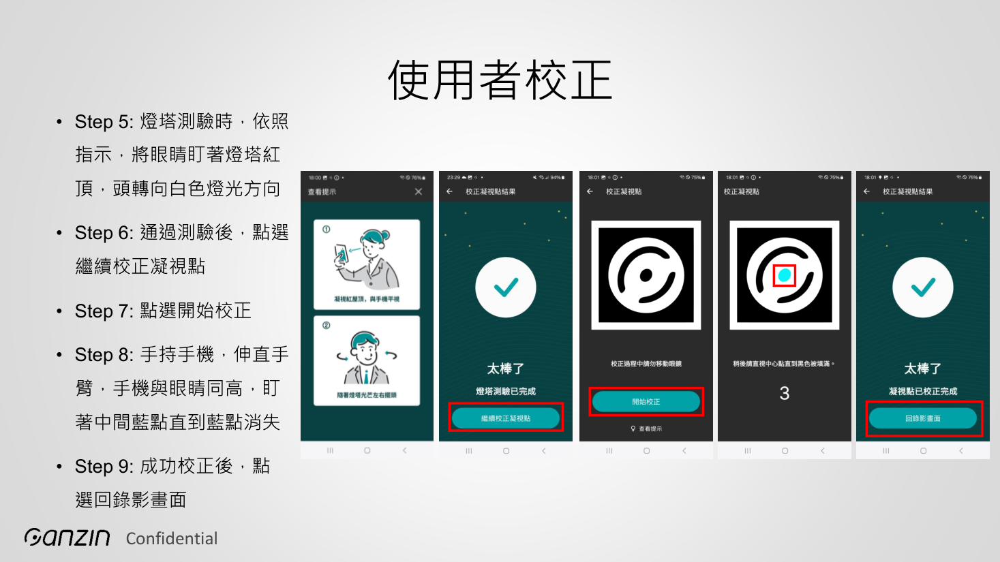 使用者校正
• Step 5: 燈塔測驗時，依照
指示，將眼睛盯著燈塔紅
頂，頭轉向白色燈光方向
• Step 6: 通過測驗後，點選
繼續校正凝視點
• Step 7: 點選開始校正
• Step 8: 手持手機，伸直手
臂，手機與眼睛同高，盯
著中間藍點直到藍點消失
• Step 9: 成功校正後，點
選回錄影畫面
18:00
76%
查看提示
①
凝視紅屋頂，與手機平視
②
隨著燈塔光芒左右擺頭
23:29
94%
校正凝視點結果
太棒了
燈塔測驗已完成
繼續校正凝視點
18:01
75%
校正凝視點
校正過程中請勿移動眼鏡
開始校正
查看提示
18:01
75%
校正凝視點
稍後請直視中心點直到黑色被填滿。
3
18:01
75%
校正凝視點結果
太棒了
凝視點已校正完成
回錄影畫面
Ganzin
Confidential